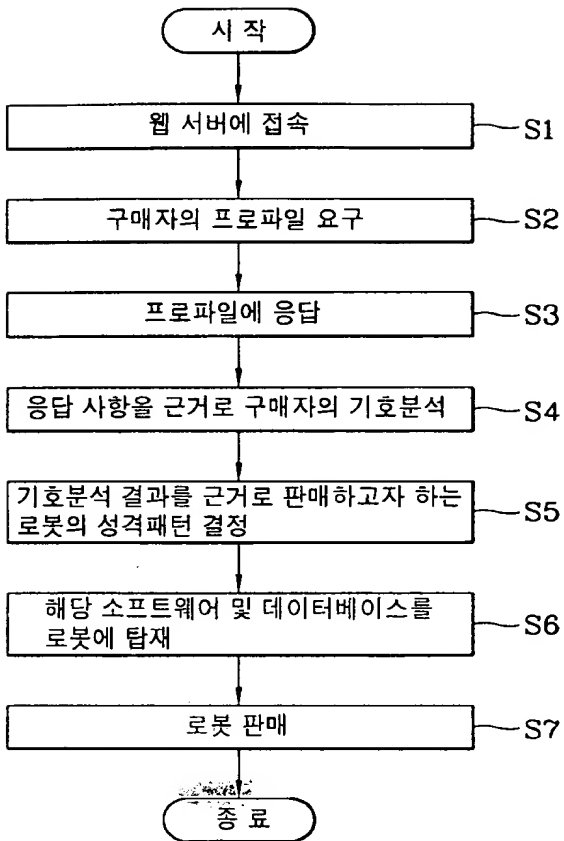 시 작
웹 서버에 접속
S1
구매자의 프로파일 요구
S2
프로파일에 응답
S3
응답 사항을 근거로 구매자의 기호분석
S4
기호분석 결과를 근거로 판매하고자 하는
로봇의 성격패턴 결정
S5
해당 소프트웨어 및 데이터베이스를
로봇에 탑재
S6
로봇 판매
S7
종 료